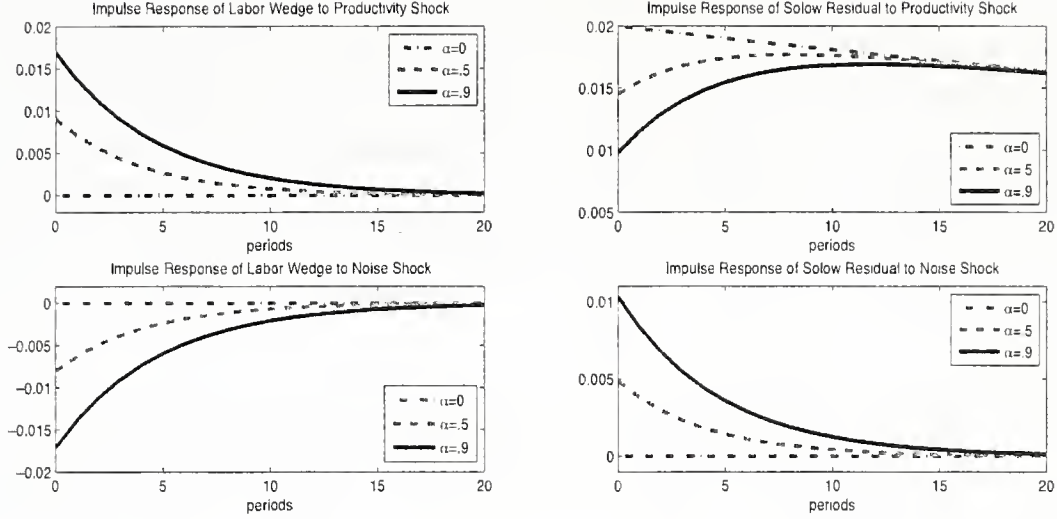 Impulse Response of Labor Wedge to Productivity Shock
0.02
0.015
0.01
0.005
0
α=0
α=.5
α=.9
0 5 10 15 20
periods
Impulse Response of Solow Residual to Productivity Shock
0.02
0.015
0.01
0.005
α=0
α=.5
α=.9
0 5 10 15 20
periods
Impulse Response of Labor Wedge to Noise Shock
0
−0.005
−0.01
−0.015
−0.02
α=0
α=.5
α=.9
0 5 10 15 20
periods
Impulse Response of Solow Residual to Noise Shock
0.01
0.005
0
α=0
α=.5
α=.9
0 5 10 15 20
periods